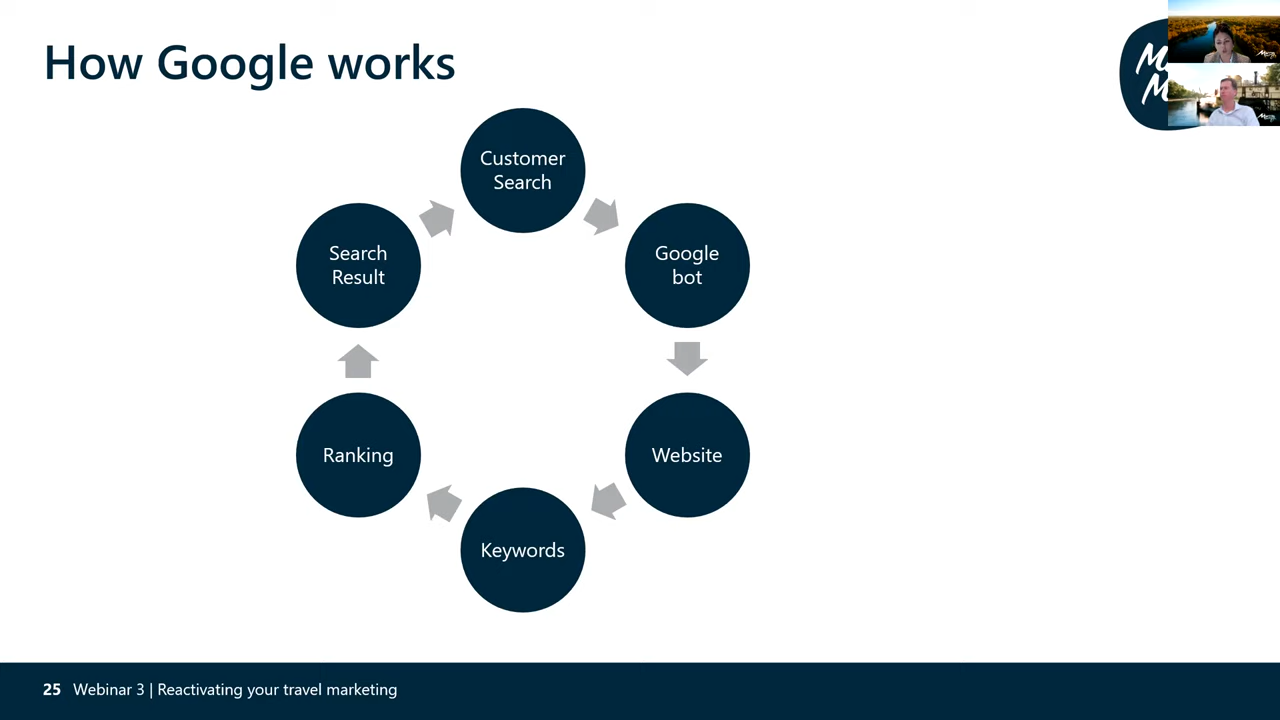 How Google works
Customer
Search
Google
bot
Website
Keywords
Ranking
Search
Result
25 Webinar 3 | Reactivating your travel marketing